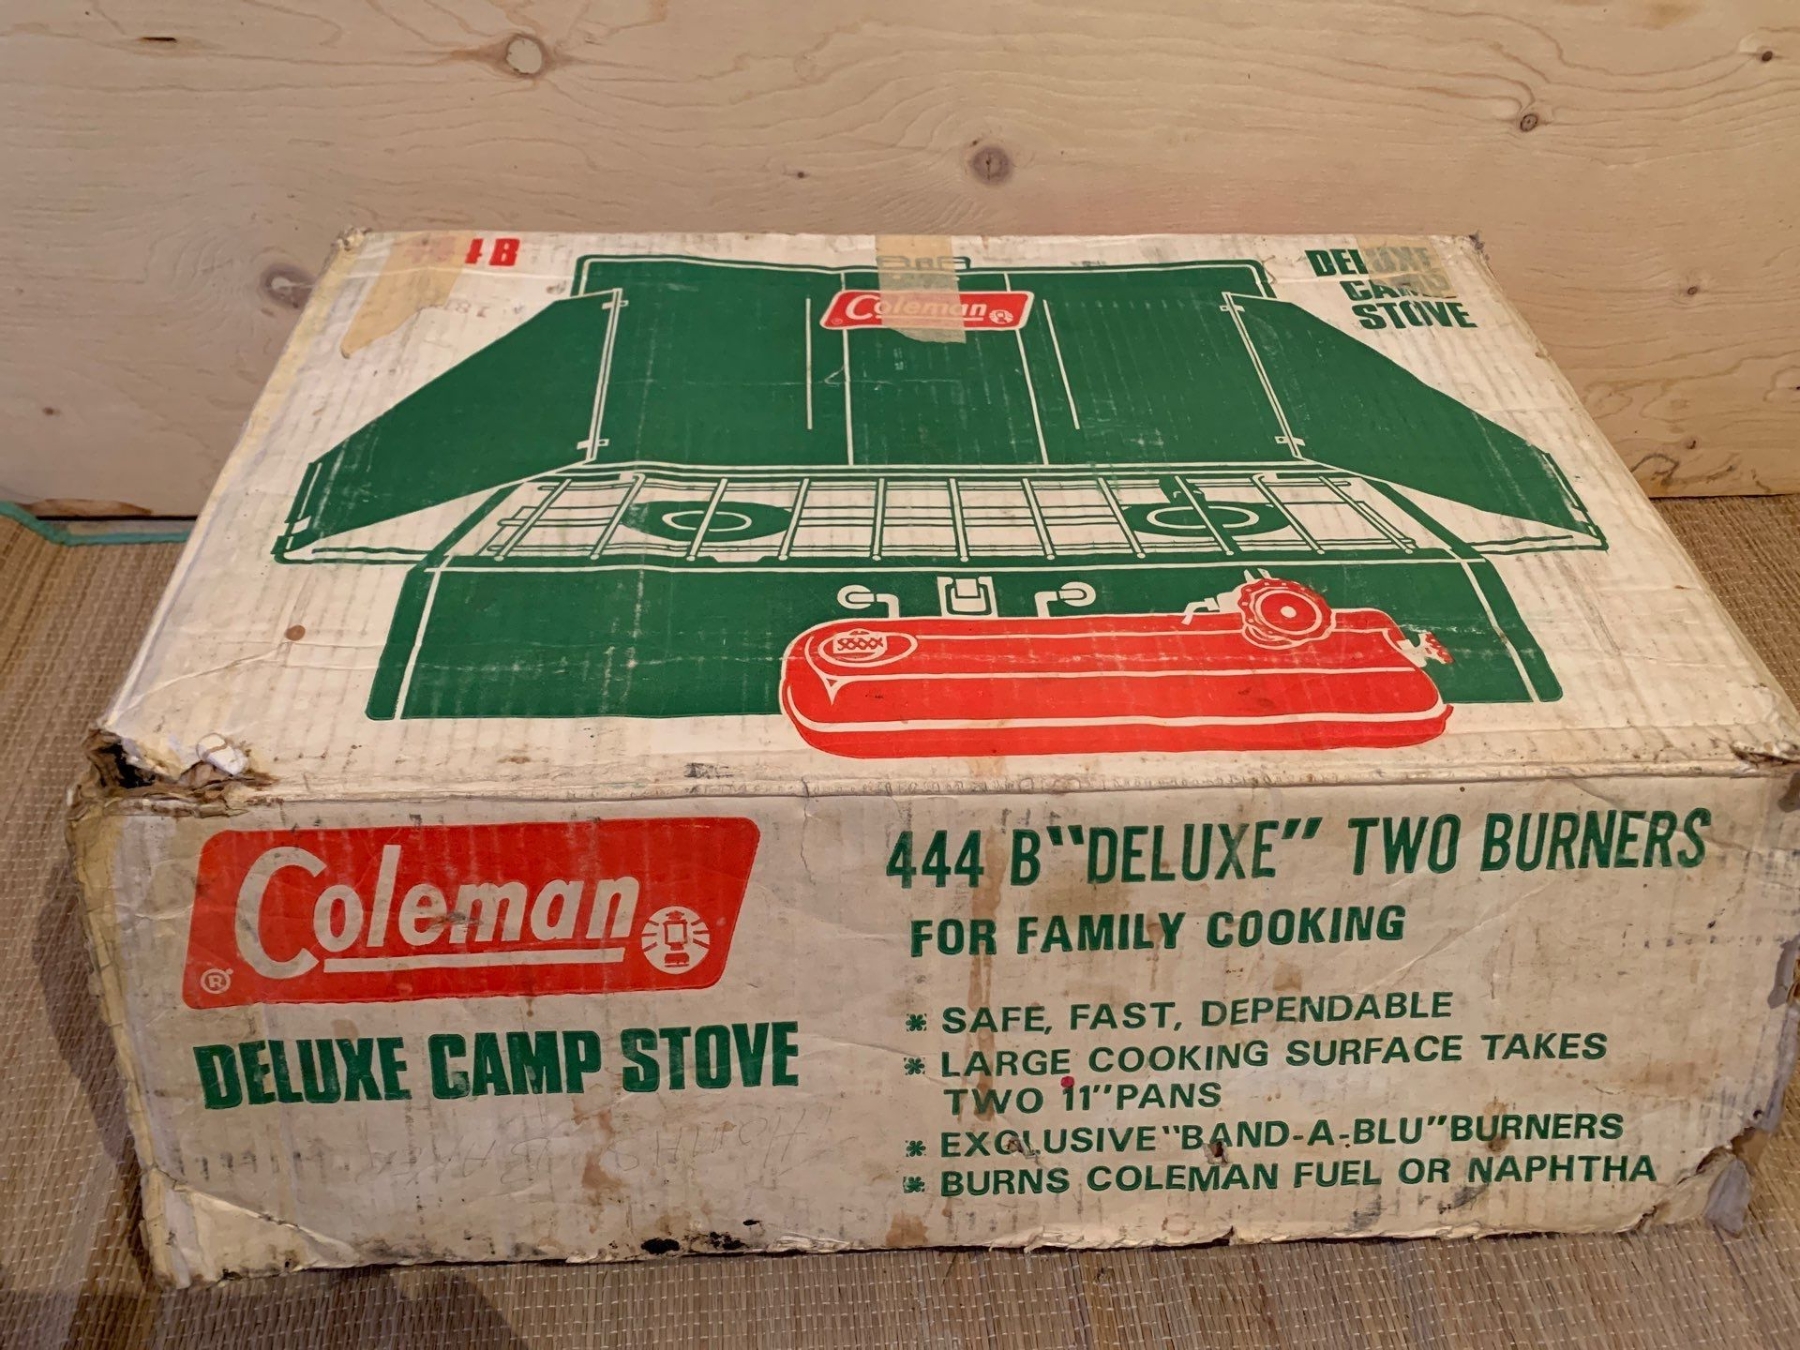 4B
DELUXE
CAMP
STOVE
Coleman
Coleman
®
DELUXE CAMP STOVE
444 B "DELUXE" TWO BURNERS
FOR FAMILY COOKING
* SAFE, FAST, DEPENDABLE
* LARGE COOKING SURFACE TAKES
TWO 11" PANS
* EXCLUSIVE "BAND-A-BLU" BURNERS
* BURNS COLEMAN FUEL OR NAPHTHA